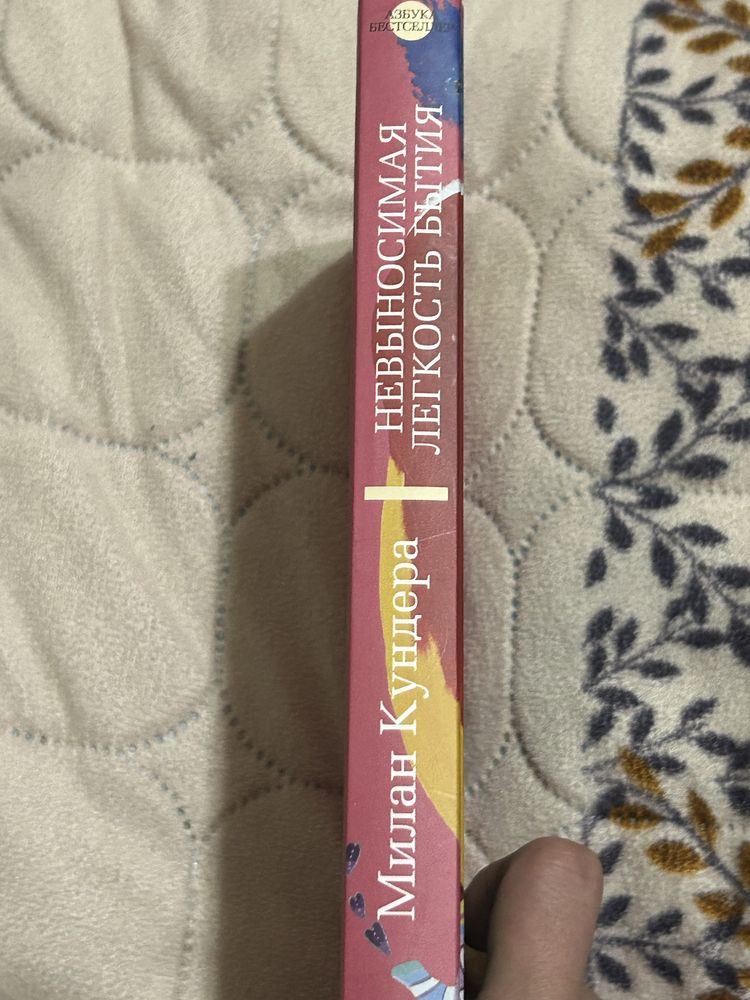 АЗБУКА
БЕСТСЕЛЛЕР
НЕВЫНОСИМАЯ
ЛЕГКОСТЬ БЫТИЯ
Милан Кундера